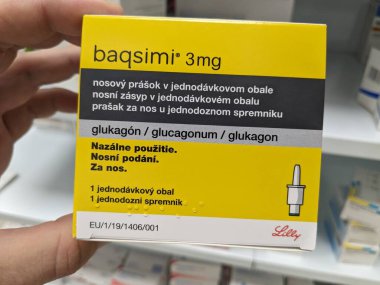 baqsimi® 3mg
nosový prášok v jednodávkovom obale
nosní zásyp v jednodávkovém obalu
prašak za nos u jednodoznom spremniku
glukagón / glucagonum / glukagon
Nazálne použitie.
Nosní podání.
Za nos.
1 jednodávkový obal
1 jednodozni spremnik
EU/1/19/1406/001
Lilly